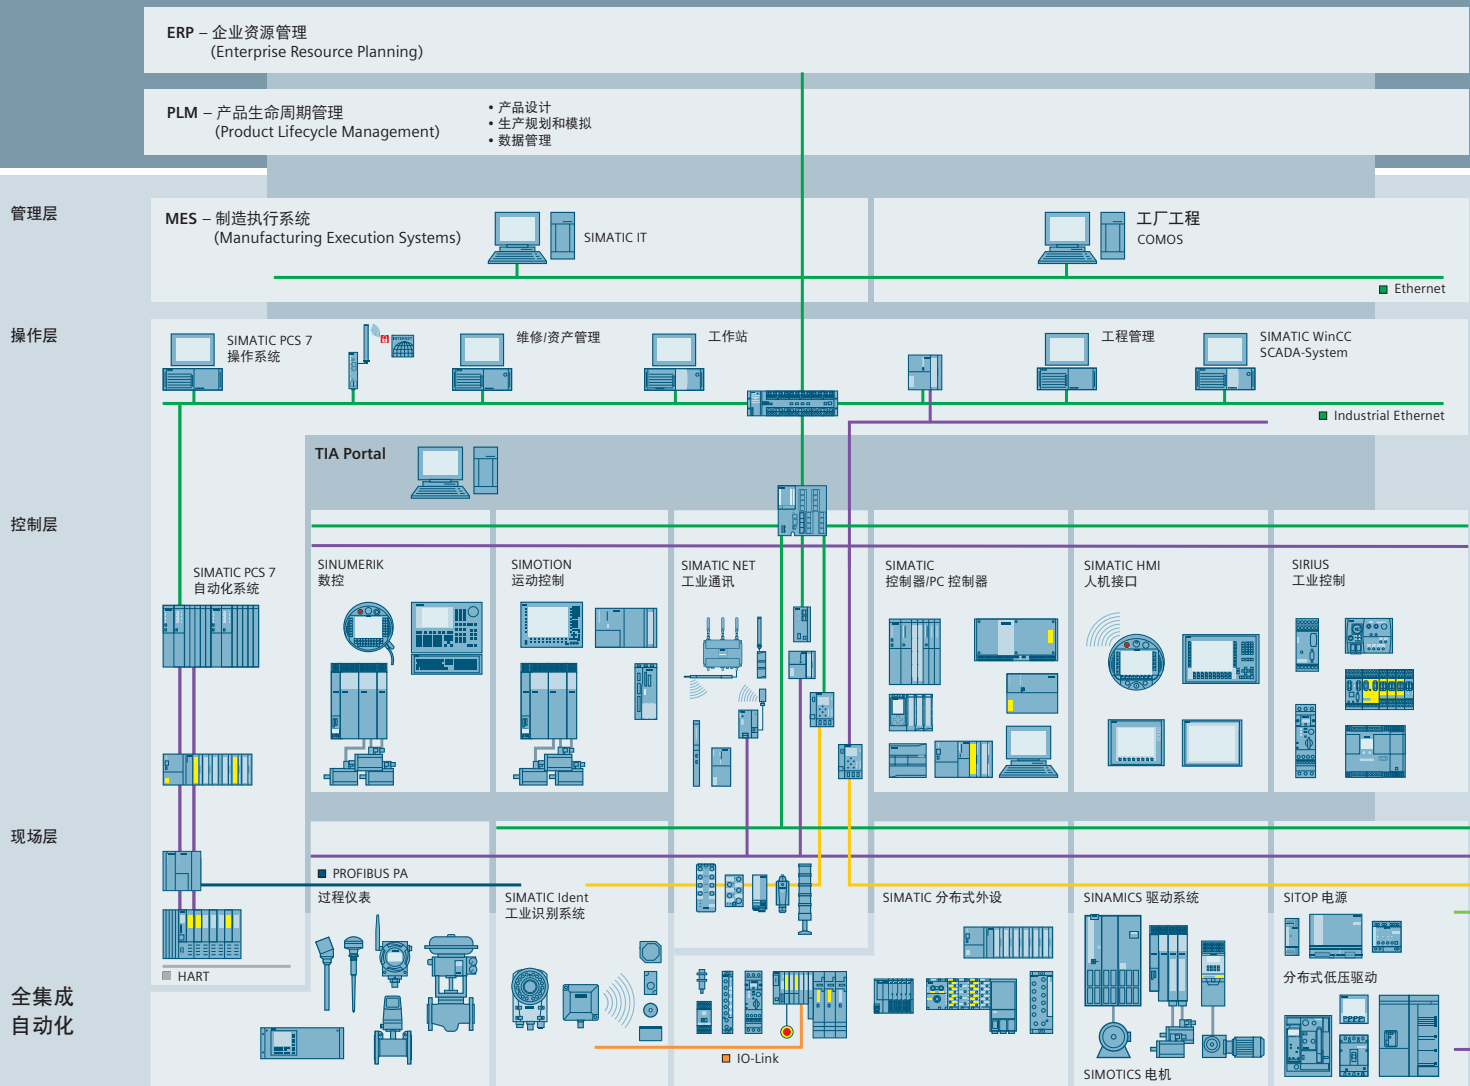 ERP – 企业资源管理
(Enterprise Resource Planning)
PLM – 产品生命周期管理
(Product Lifecycle Management)
• 产品设计
• 生产规划和模拟
• 数据管理
管理层
MES – 制造执行系统
(Manufacturing Execution Systems)
SIMATIC IT
工厂工程
COMOS
Ethernet
操作层
SIMATIC PCS 7
操作系统
INTERNET
维修/资产管理
工作站
工程管理
SIMATIC WinCC
SCADA-System
Industrial Ethernet
TIA Portal
控制层
SIMATIC PCS 7
自动化系统
SINUMERIK
数控
SIMOTION
运动控制
SIMATIC NET
工业通讯
SIMATIC
控制器/PC 控制器
SIMATIC HMI
人机接口
SIRIUS
工业控制
现场层
PROFIBUS PA
过程仪表
SIMATIC Ident
工业识别系统
SIMATIC 分布式外设
SINAMICS 驱动系统
SITOP 电源
分布式低压驱动
HART
全集成
自动化
IO-Link
SIMOTICS 电机